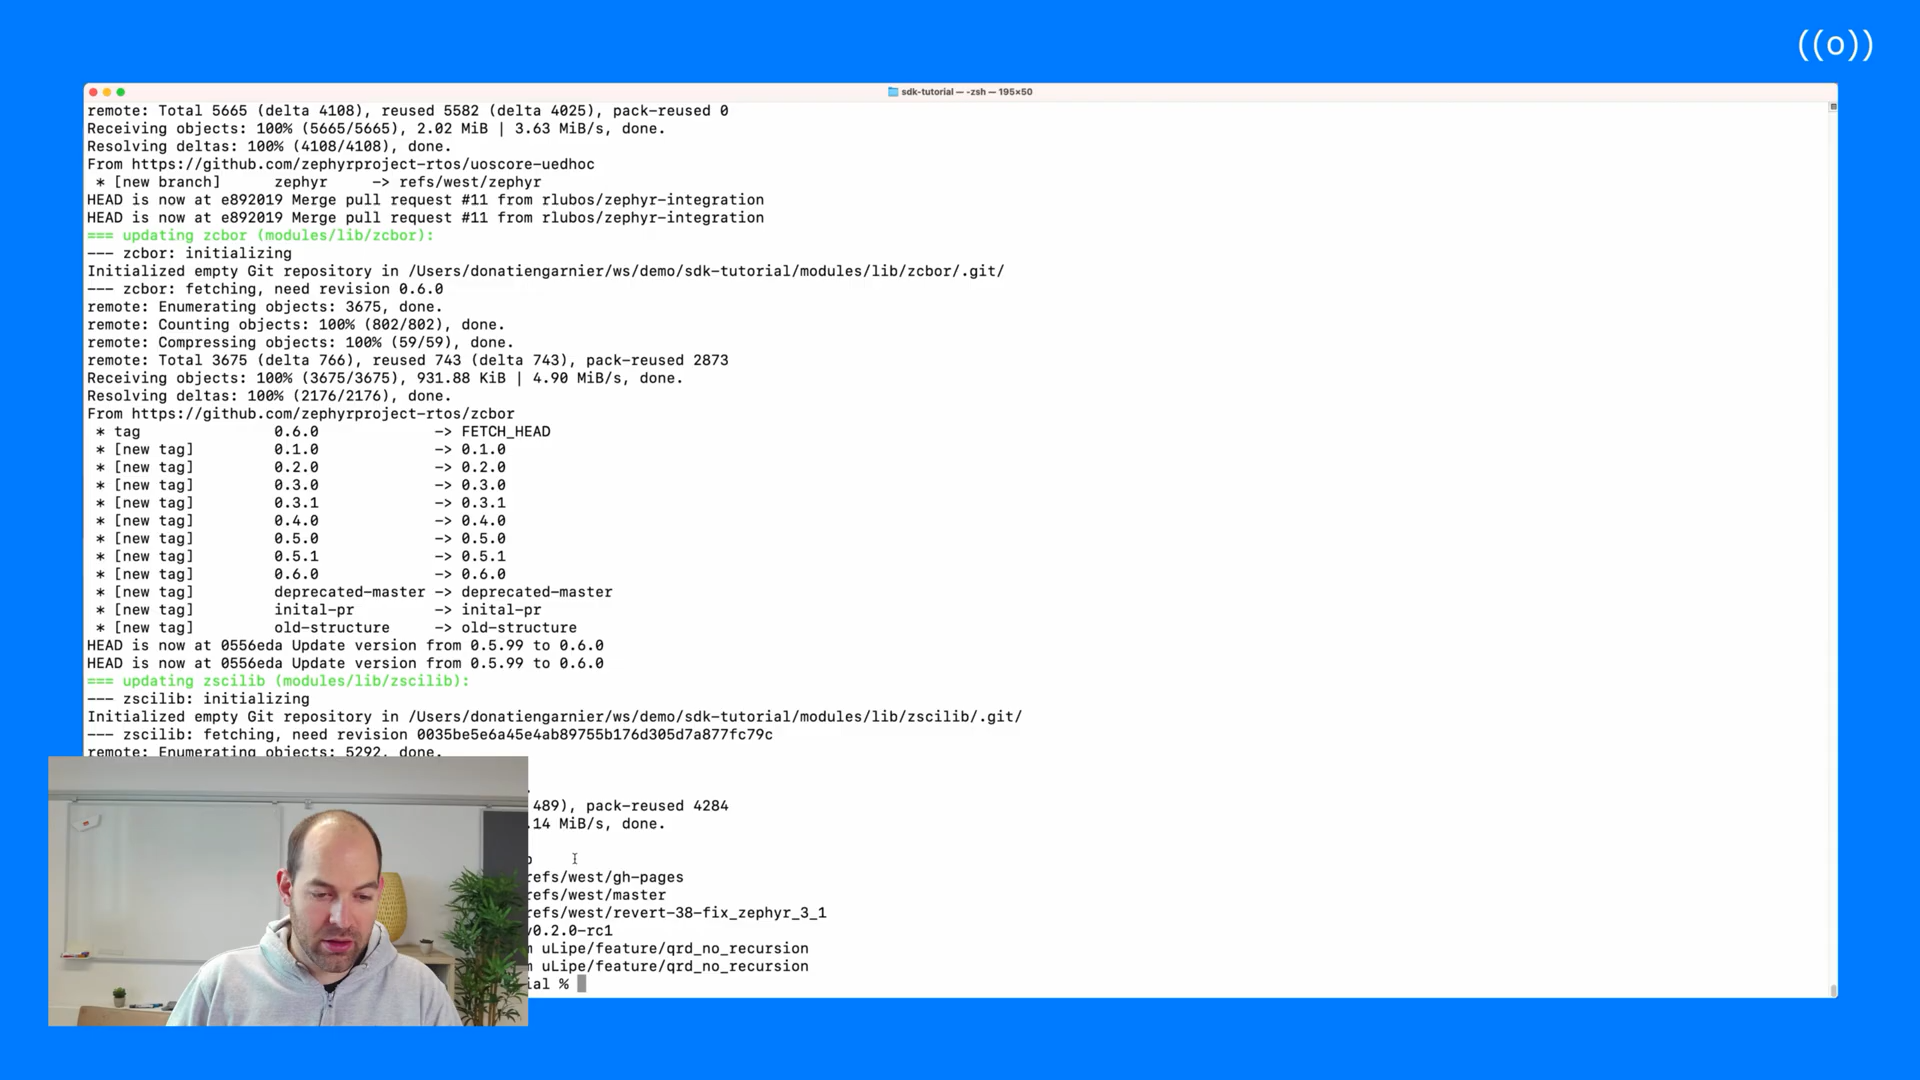 ((o))
sdk-tutorial — -zsh — 195×50
remote: Total 5665 (delta 4108), reused 5582 (delta 4025), pack-reused 0
Receiving objects: 100% (5665/5665), 2.02 MiB | 3.63 MiB/s, done.
Resolving deltas: 100% (4108/4108), done.
From https://github.com/zephyrproject-rtos/uoscore-uedhoc
* [new branch] zephyr -> refs/west/zephyr
HEAD is now at e892019 Merge pull request #11 from rlubos/zephyr-integration
HEAD is now at e892019 Merge pull request #11 from rlubos/zephyr-integration
=== updating zcbor (modules/lib/zcbor):
--- zcbor: initializing
Initialized empty Git repository in /Users/donatiengarnier/ws/demo/sdk-tutorial/modules/lib/zcbor/.git/
--- zcbor: fetching, need revision 0.6.0
remote: Enumerating objects: 3675, done.
remote: Counting objects: 100% (802/802), done.
remote: Compressing objects: 100% (59/59), done.
remote: Total 3675 (delta 766), reused 743 (delta 743), pack-reused 2873
Receiving objects: 100% (3675/3675), 931.88 KiB | 4.90 MiB/s, done.
Resolving deltas: 100% (2176/2176), done.
From https://github.com/zephyrproject-rtos/zcbor
* tag 0.6.0 -> FETCH_HEAD
* [new tag] 0.1.0 -> 0.1.0
* [new tag] 0.2.0 -> 0.2.0
* [new tag] 0.3.0 -> 0.3.0
* [new tag] 0.3.1 -> 0.3.1
* [new tag] 0.4.0 -> 0.4.0
* [new tag] 0.5.0 -> 0.5.0
* [new tag] 0.5.1 -> 0.5.1
* [new tag] 0.6.0 -> 0.6.0
* [new tag] deprecated-master -> deprecated-master
* [new tag] inital-pr -> inital-pr
* [new tag] old-structure -> old-structure
HEAD is now at 0556eda Update version from 0.5.99 to 0.6.0
HEAD is now at 0556eda Update version from 0.5.99 to 0.6.0
=== updating zscilib (modules/lib/zscilib):
--- zscilib: initializing
Initialized empty Git repository in /Users/donatiengarnier/ws/demo/sdk-tutorial/modules/lib/zscilib/.git/
--- zscilib: fetching, need revision 0035be5e6a45e4ab89755b176d305d7a877fc79c
remote: Enumerating objects: 5292, done.
489), pack-reused 4284
.14 MiB/s, done.
refs/west/gh-pages
refs/west/master
refs/west/revert-38-fix_zephyr_3_1
v0.2.0-rc1
uLipe/feature/qrd_no_recursion
uLipe/feature/qrd_no_recursion
ial %